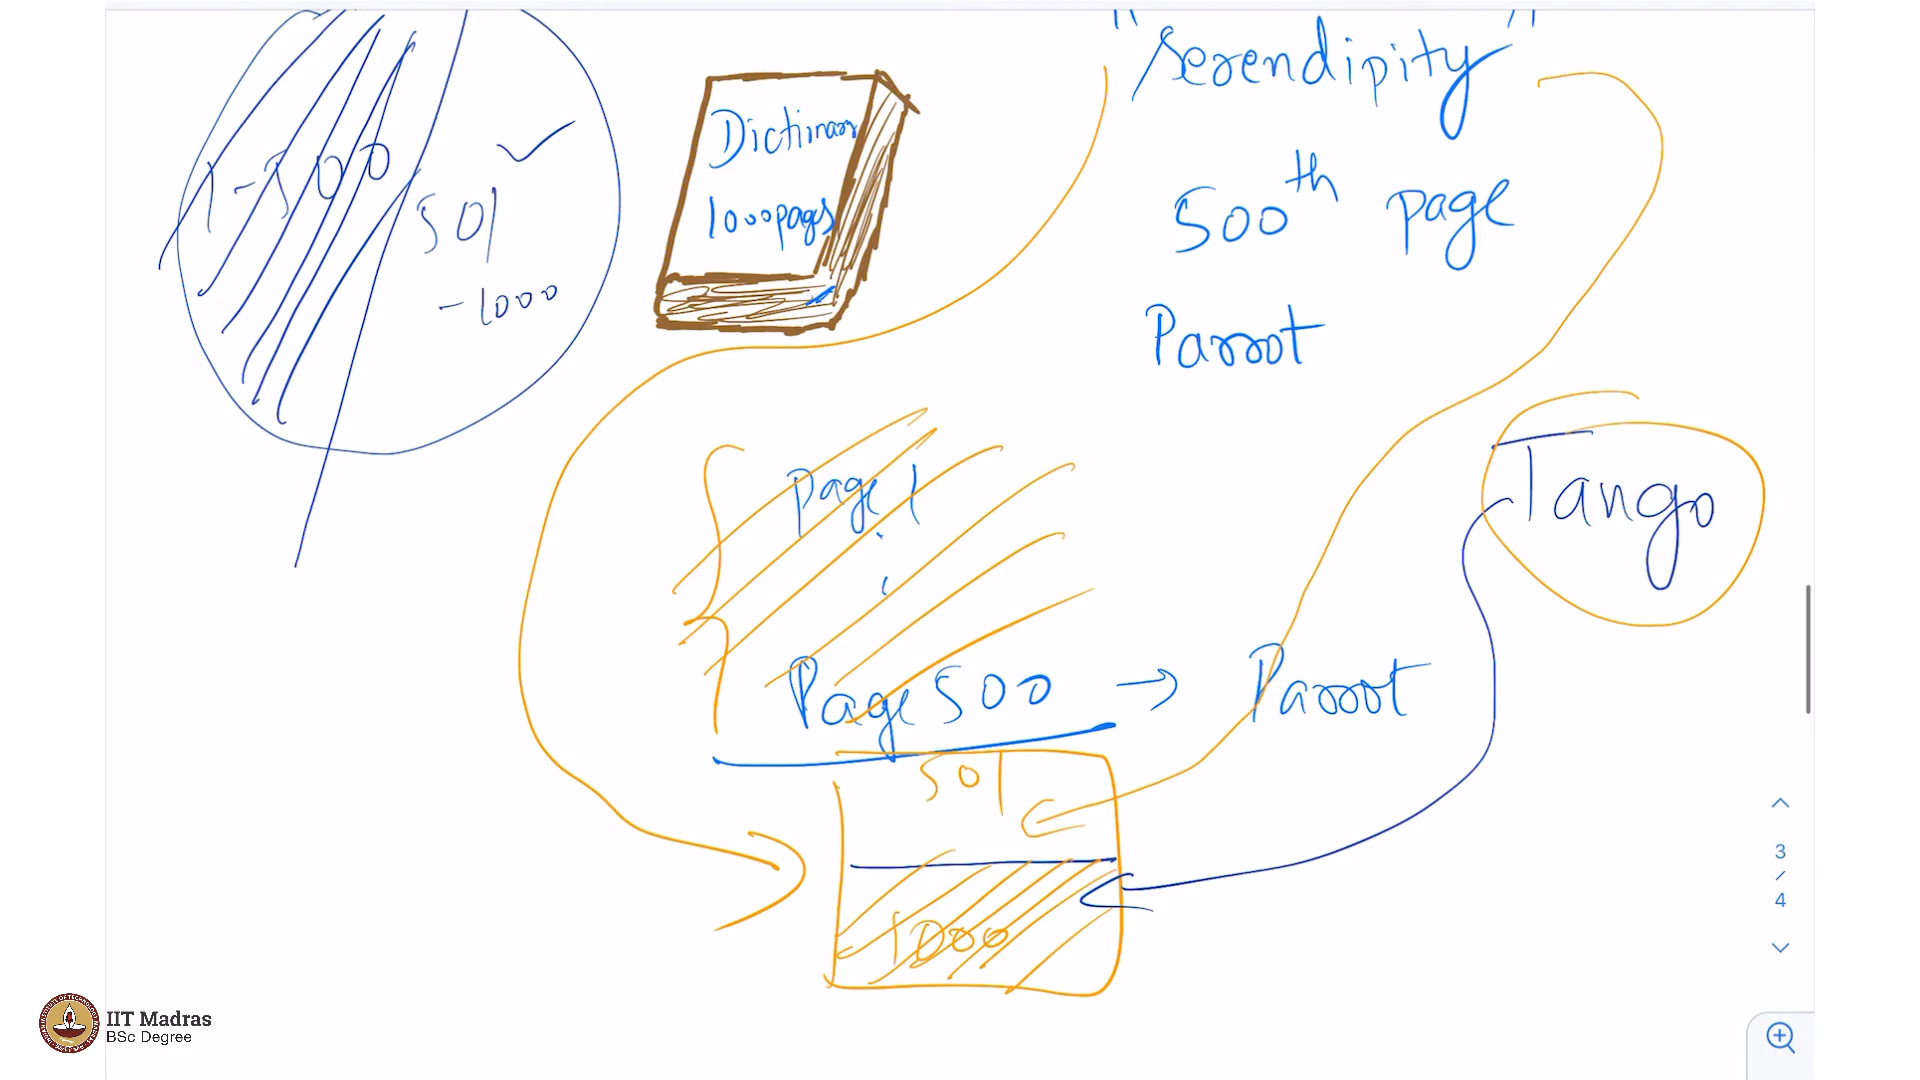 "Serendipity"
Dictinary
1000 pages
1-500
501
-1000
500th page
Parrot
Page 1
Tango
Page 500 → Parrot
501
1000
3
/
4
IIT Madras
BSc Degree